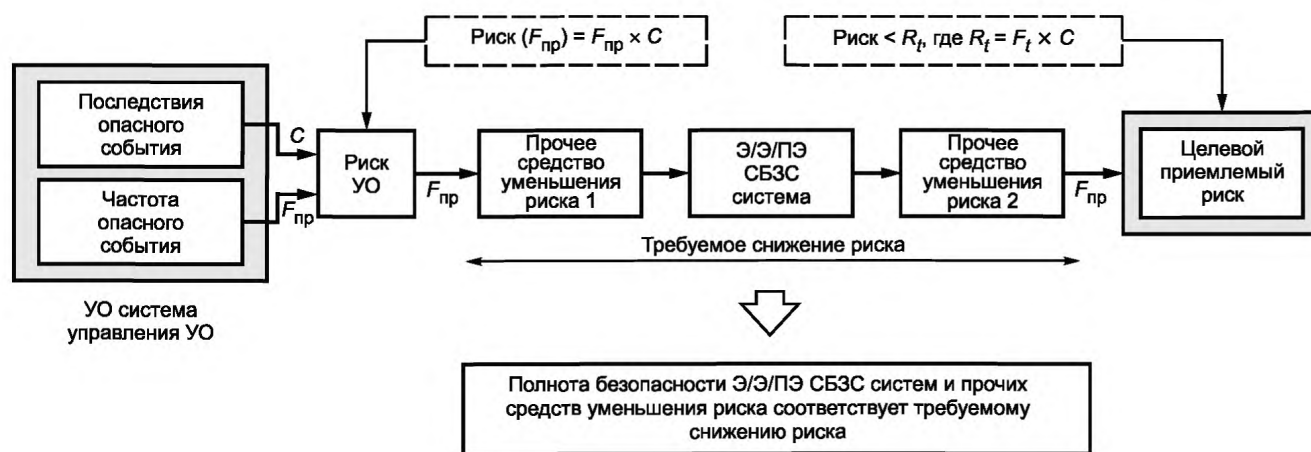 Риск (Fпр) = Fпр × C
Риск < Rt, где Rt = Ft × C
Последствия
опасного
события
Частота
опасного
события
C
Fпр
Риск
УО
Fпр
Прочее
средство
уменьшения
риска 1
Э/Э/ПЭ
СБЗС
система
Прочее
средство
уменьшения
риска 2
Fпр
Целевой
приемлемый
риск
Требуемое снижение риска
УО система
управления УО
Полнота безопасности Э/Э/ПЭ СБЗС систем и прочих
средств уменьшения риска соответствует требуемому
снижению риска